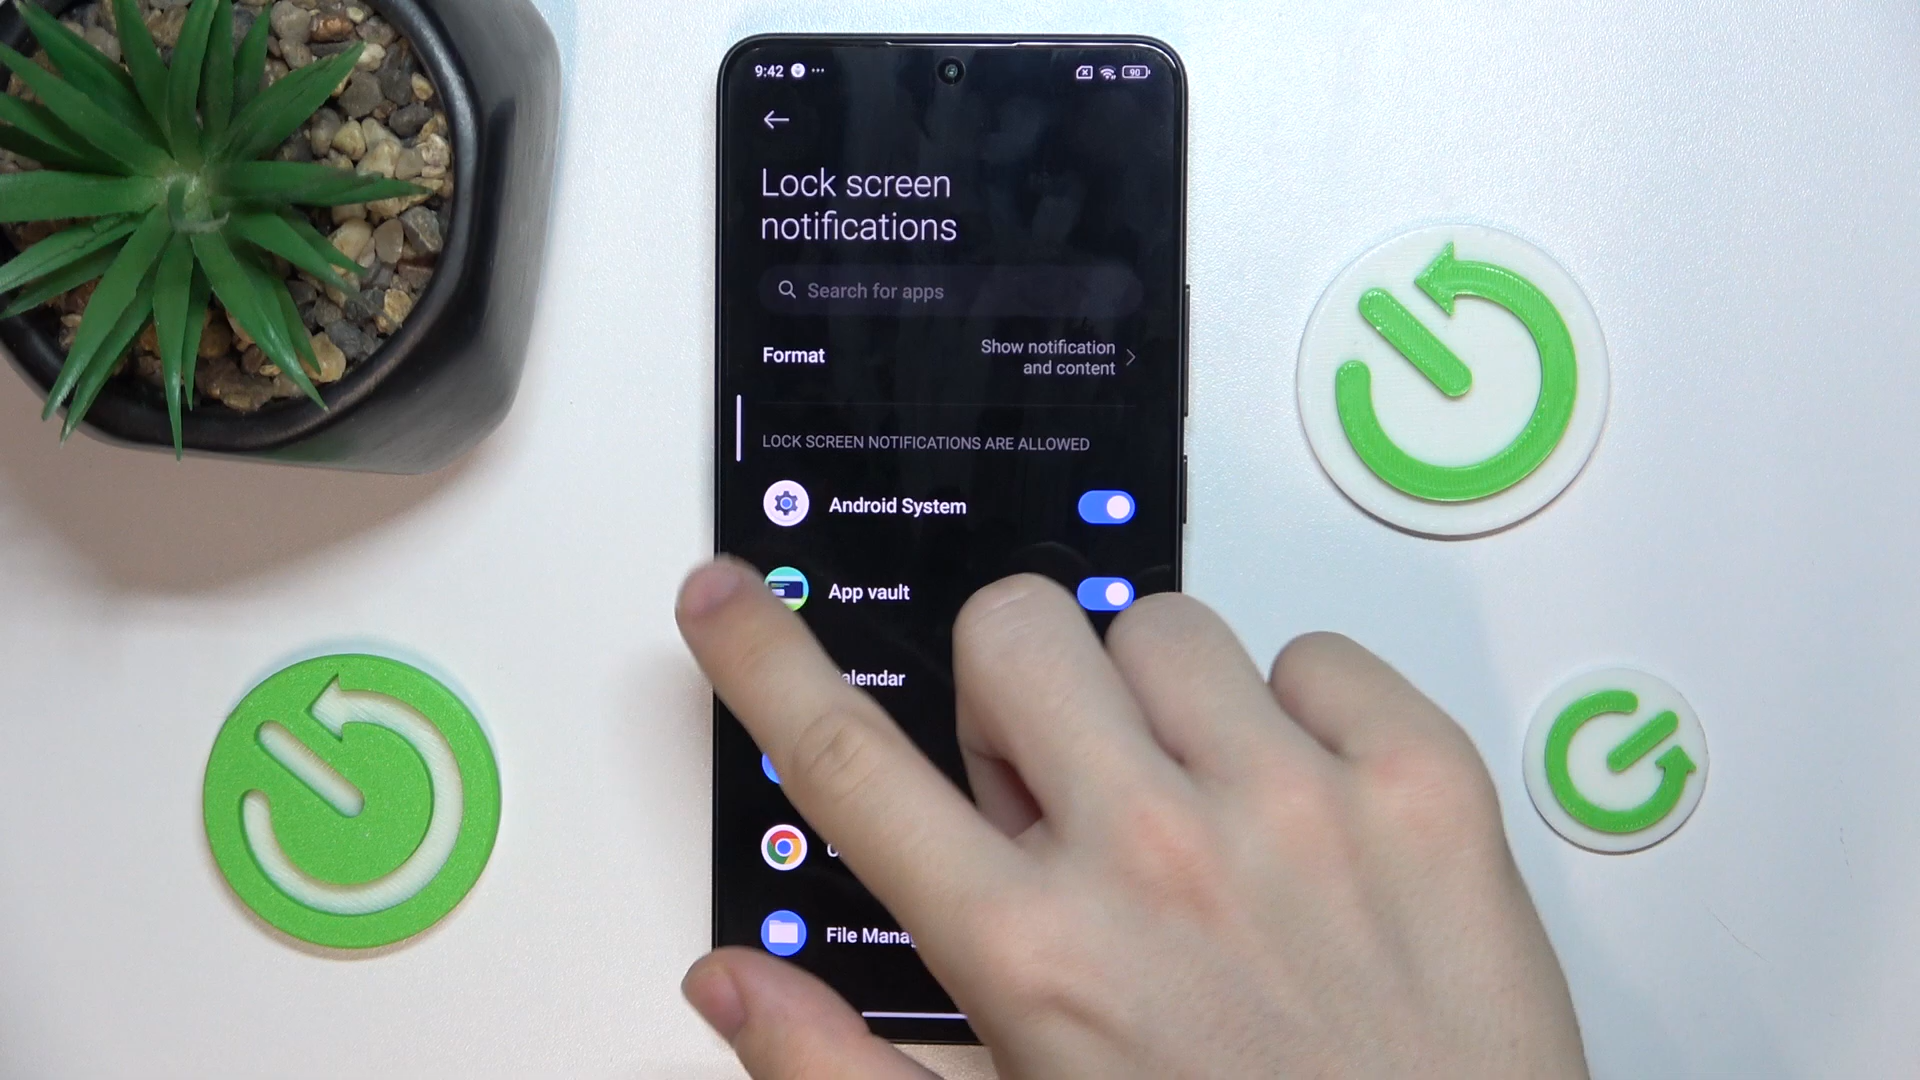 9:42
90
Lock screen
notifications
Search for apps
Format
Show notification
and content
LOCK SCREEN NOTIFICATIONS ARE ALLOWED
Android System
App vault
alendar
File Mana